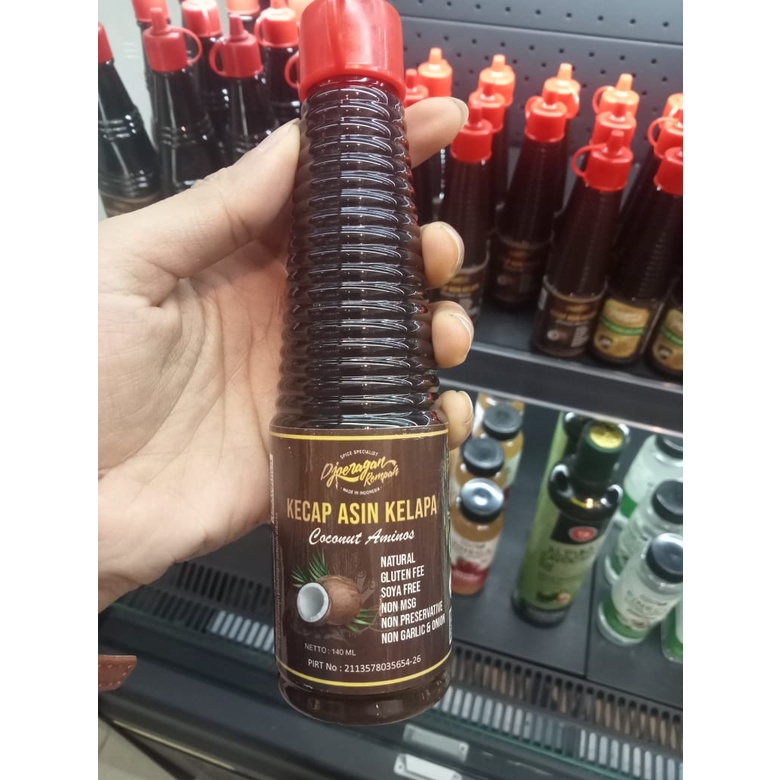 SPICE SPECIALIST
Djoeragan
Rempah
MADE IN INDONESIA
KECAP ASIN KELAPA
Coconut Aminos
NATURAL
GLUTEN FEE
SOYA FREE
NON MSG
NON PRESERVATIVE
NON GARLIC & ONION
NETTO : 140 ML
PIRT No : 2113578035654-26